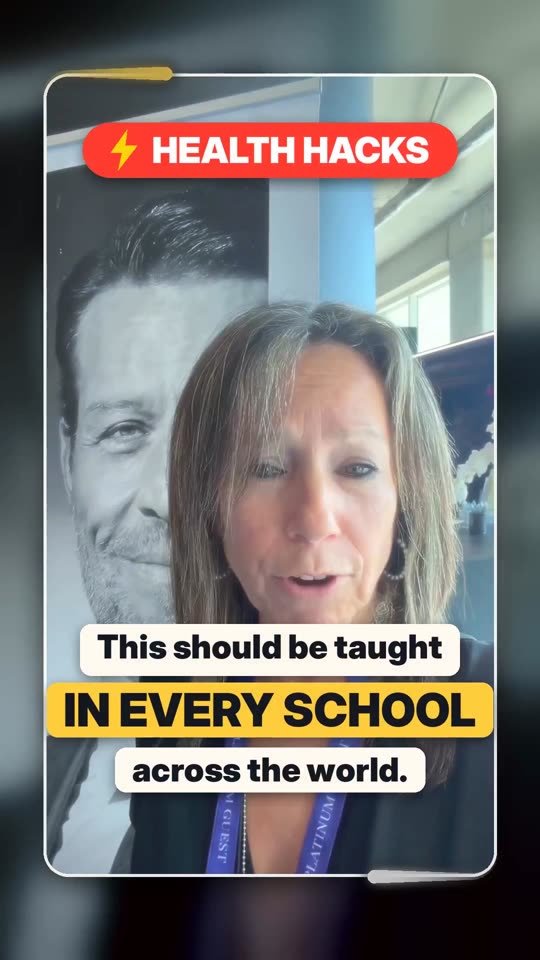 ⚡ HEALTH HACKS
This should be taught
IN EVERY SCHOOL
across the world.
M GUEST
PLATINUM